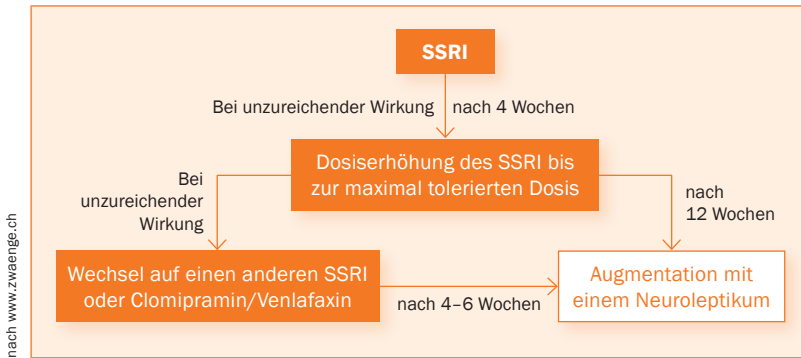 SSRI
Bei unzureichender Wirkung
nach 4 Wochen
Dosiserhöhung des SSRI bis
zur maximal tolerierten Dosis
Bei
unzureichender
Wirkung
nach
12 Wochen
Wechsel auf einen anderen SSRI
oder Clomipramin/Venlafaxin
nach 4–6 Wochen
Augmentation mit
einem Neuroleptikum
nach www.zwaenge.ch